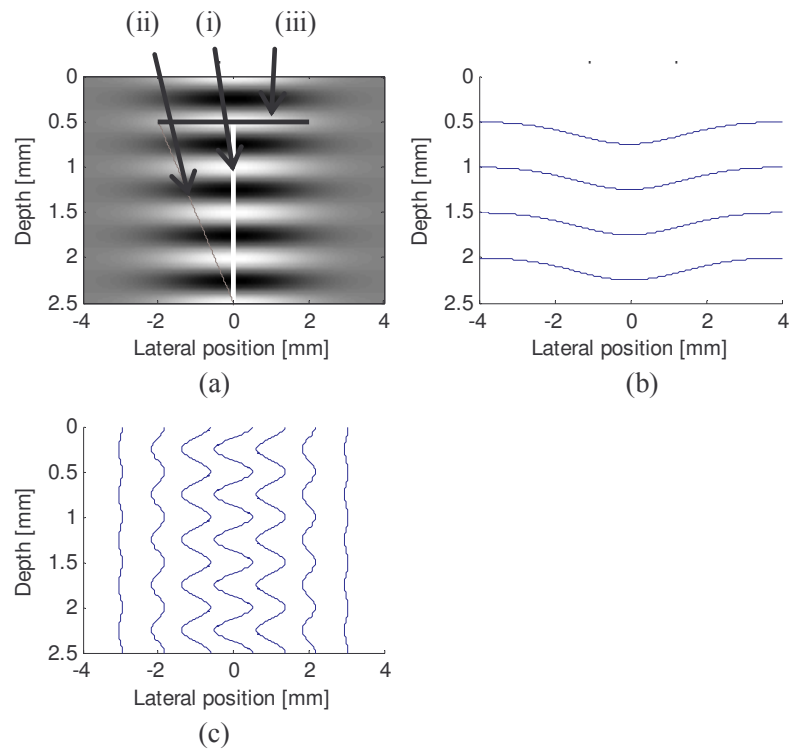 (ii) (i) (iii)
0
0.5
1
1.5
2
2.5
Depth [mm]
-2 0 2 4
Lateral position [mm]
(a)
0
0.5
1
1.5
2
2.5
Depth [mm]
-4 -2 0 2 4
Lateral position [mm]
(b)
0
0.5
1
1.5
2
2.5
Depth [mm]
-4 -2 0 2 4
Lateral position [mm]
(c)